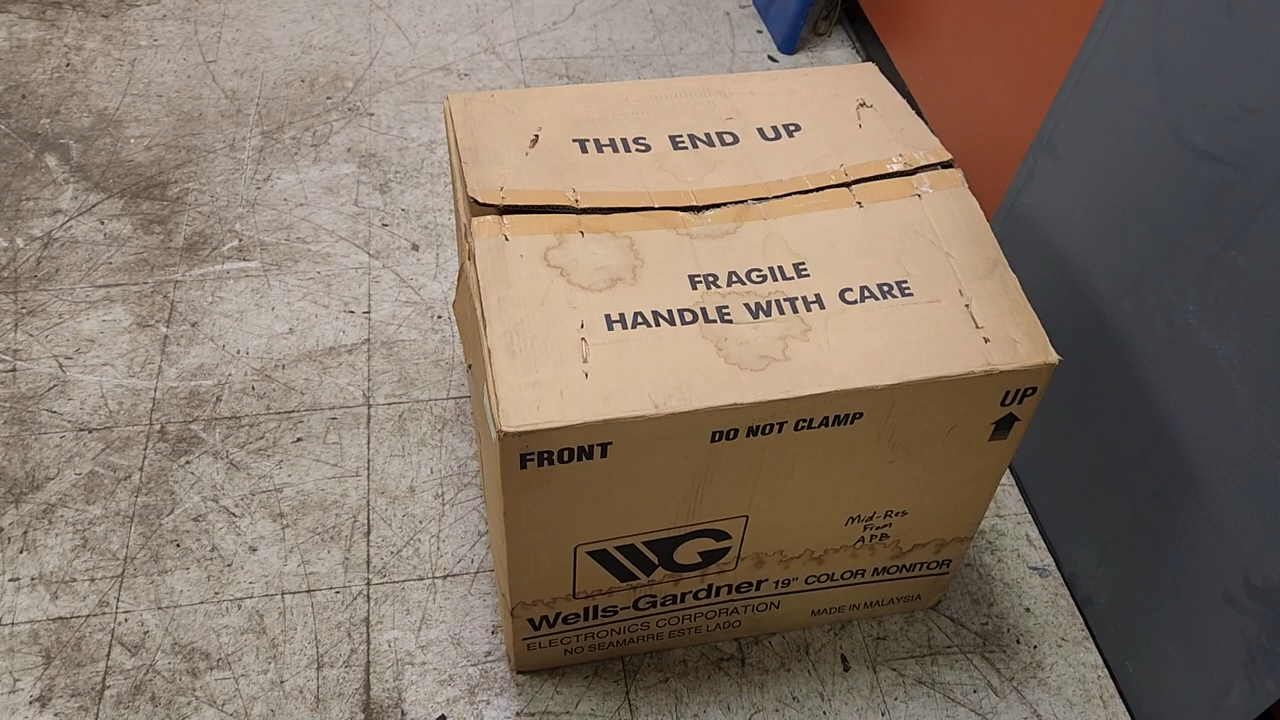 THIS END UP
FRAGILE
HANDLE WITH CARE
UP
DO NOT CLAMP
FRONT
Mid-Res
From
APB
WG
Wells-Gardner 19" COLOR MONITOR
ELECTRONICS CORPORATION MADE IN MALAYSIA
NO SEAMARRE ESTE LADO